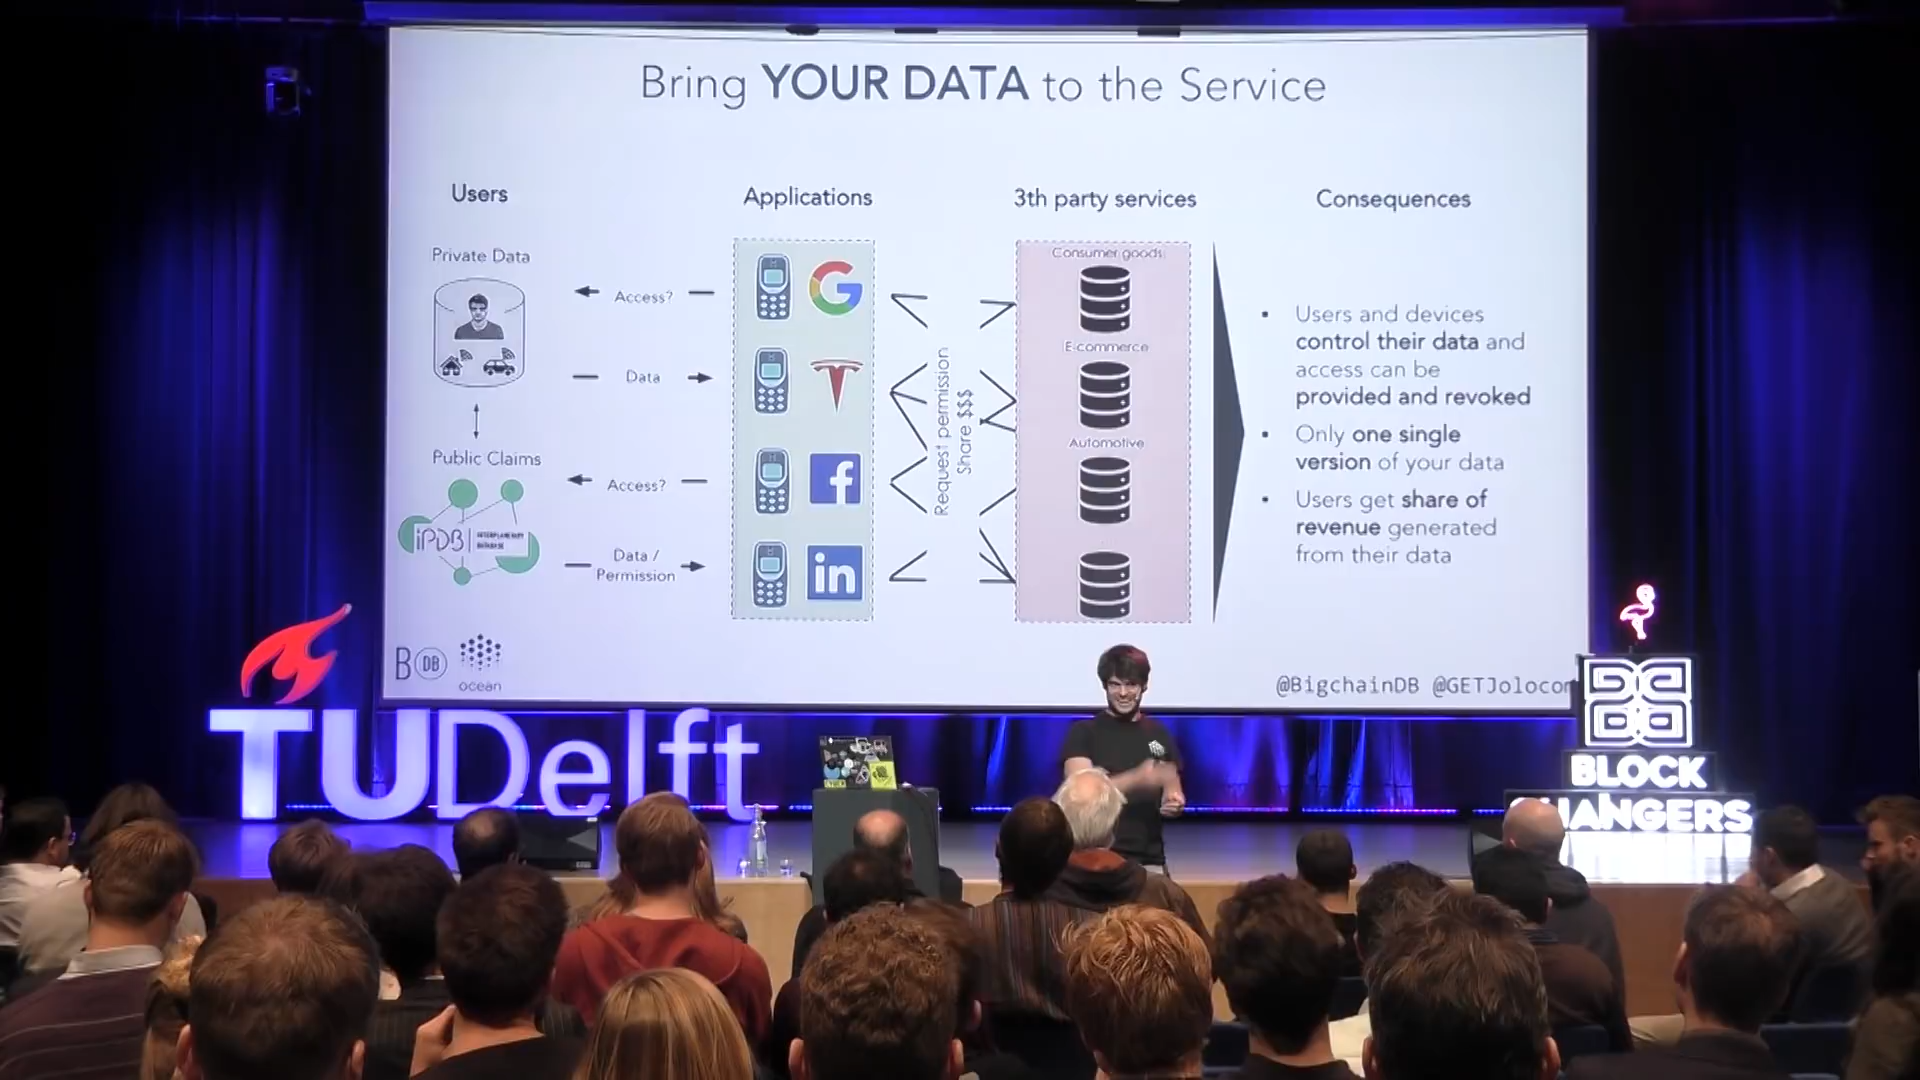 Bring YOUR DATA to the Service
Users
Applications
3th party services
Consequences
Private Data
Access?
Data
Public Claims
Access?
iPDB
INTERPLANETARY
DATABASE
Data /
Permission
G
f
in
Request permission
Share $$$
Consumer goods
E-commerce
Automotive
• Users and devices
control their data and
access can be
provided and revoked
• Only one single
version of your data
• Users get share of
revenue generated
from their data
B DB
ocean
@BigchainDB @GETJolocom
TUDelft
BLOCK
CHANGERS